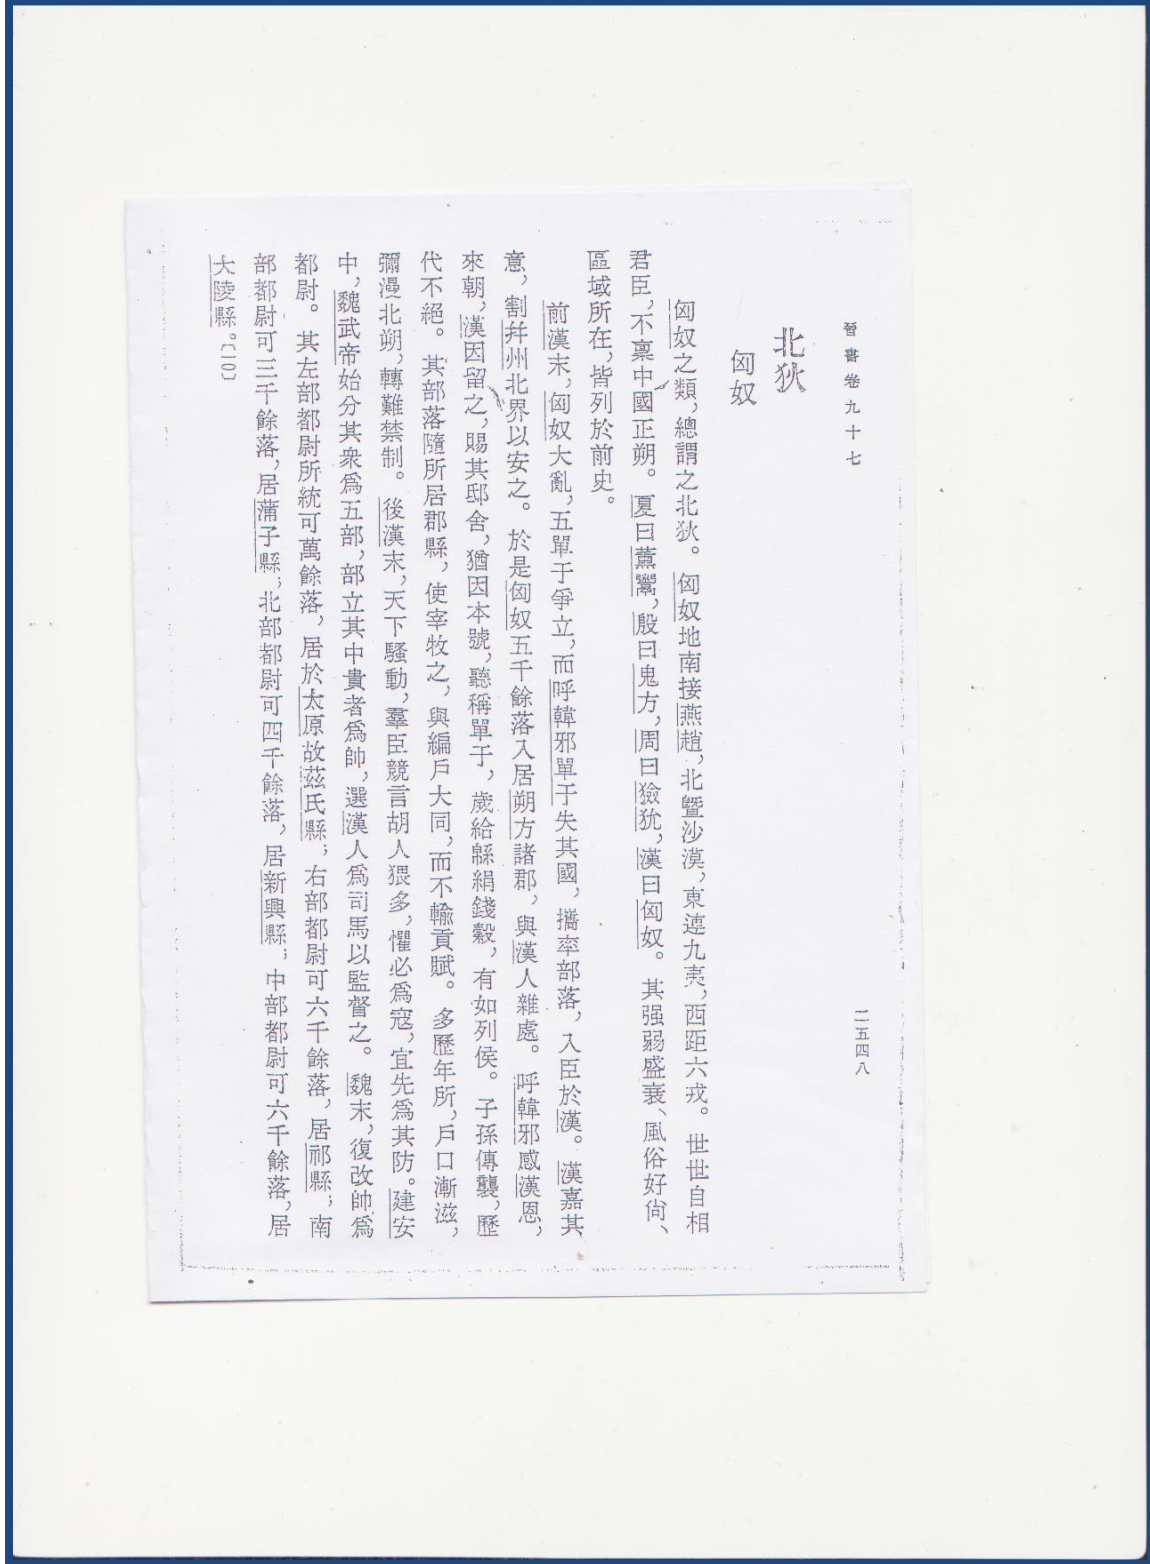 晉書卷九十七
二五四八
北狄
匈奴
匈奴之類，總謂之北狄。匈奴地南接燕趙，北暨沙漠，東連九夷，西距六戎。世世自相
君臣，不稟中國正朔。夏曰薰鬻，殷曰鬼方，周曰獫狁，漢曰匈奴。其强弱盛衰、風俗好尙、
區域所在，皆列於前史。
前漢末，匈奴大亂，五單于爭立，而呼韓邪單于失其國，攜率部落，入臣於漢。漢嘉其
意，割幷州北界以安之。於是匈奴五千餘落入居朔方諸郡，與漢人雜處。呼韓邪感漢恩，
來朝，漢因留之，賜其邸舍，猶因本號，聽稱單于，歲給緜絹錢穀，有如列侯。子孫傳襲，歷
代不絕。其部落隨所居郡縣，使宰牧之，與編戶大同，而不輸貢賦。多歷年所，戶口漸滋，
彌漫北朔，轉難禁制。後漢末，天下騷動，羣臣競言胡人猥多，懼必爲寇，宜先爲其防。建安
中，魏武帝始分其衆爲五部，部立其中貴者爲帥，選漢人爲司馬以監督之。魏末，復改帥爲
都尉。其左部都尉所統可萬餘落，居於太原故茲氏縣；右部都尉可六千餘落，居祁縣；南
部都尉可三千餘落，居蒲子縣；北部都尉可四千餘落，居新興縣；中部都尉可六千餘落，居
大陵縣。〔一〇〕